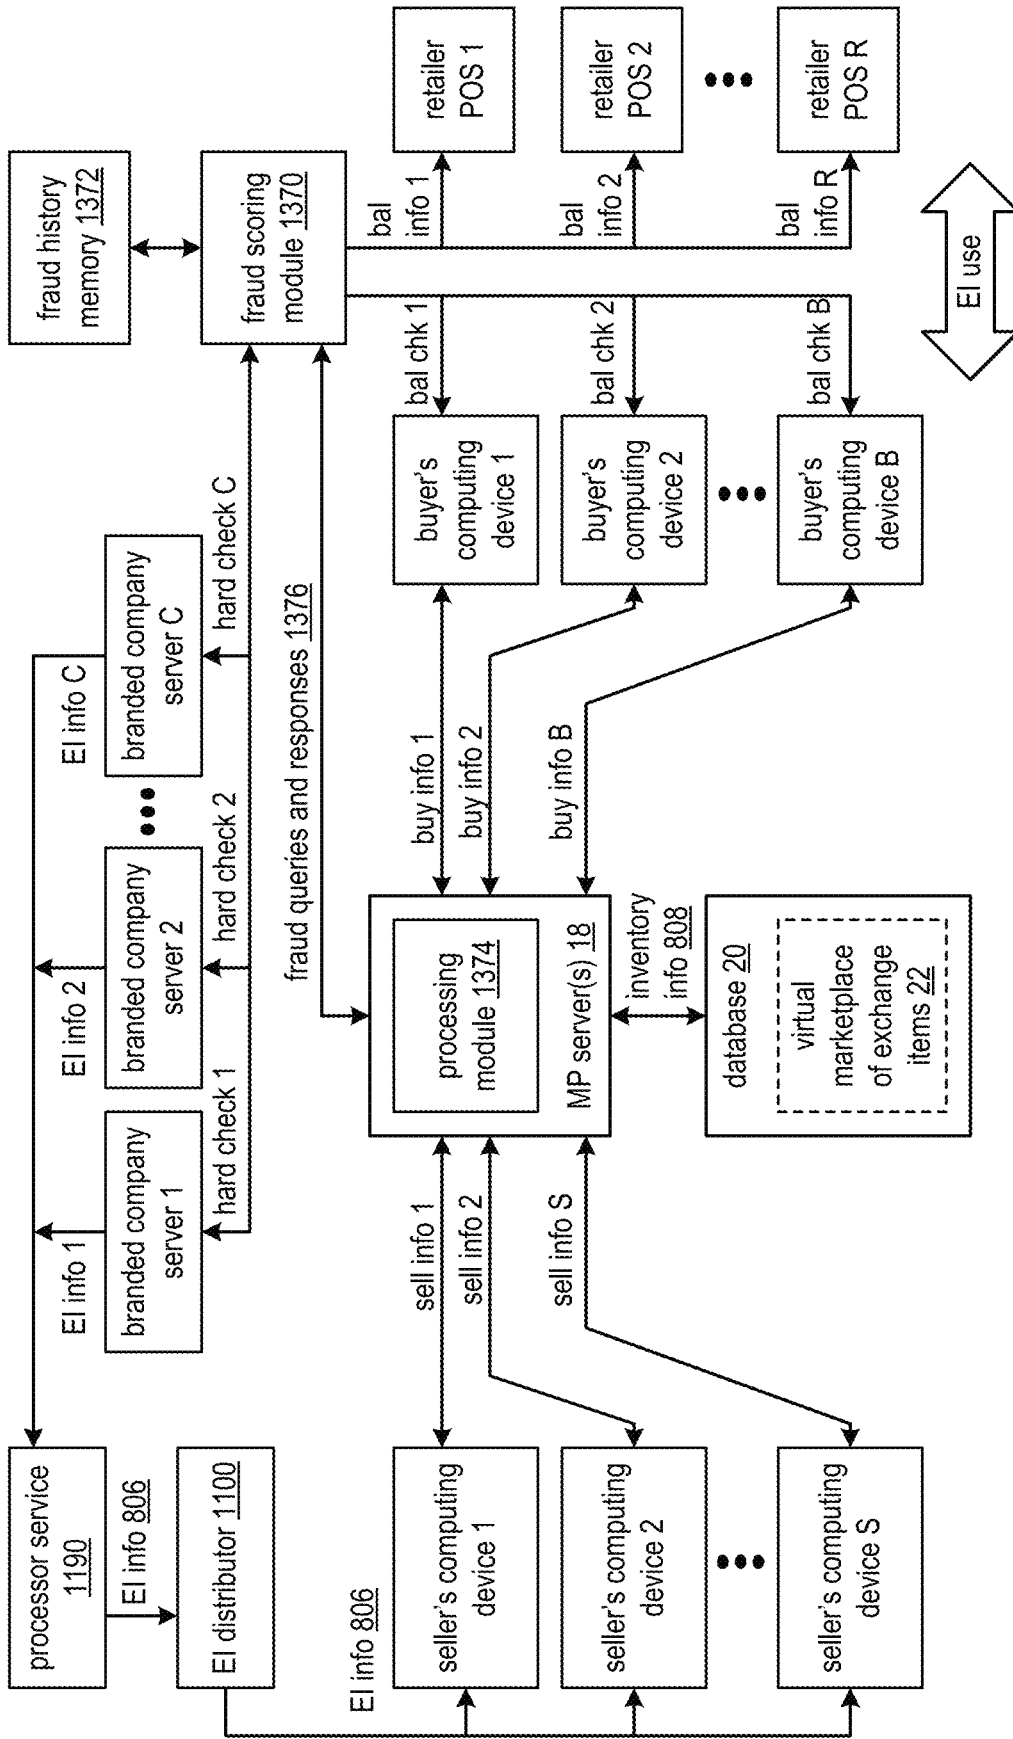 processor service
1190
EI info 806
EI distributor 1100
EI info 1
EI info 2
EI info C
branded company
server 1
branded company
server 2
branded company
server C
hard check 1
hard check 2
hard check C
fraud history
memory 1372
fraud scoring
module 1370
fraud queries and responses 1376
EI info 806
seller's computing
device 1
seller's computing
device 2
seller's computing
device S
sell info 1
sell info 2
sell info S
processing
module 1374
MP server(s) 18
inventory
info 808
database 20
virtual
marketplace
of exchange
items 22
buy info 1
buy info 2
buy info B
buyer's
computing
device 1
buyer's
computing
device 2
buyer's
computing
device B
bal chk 1
bal chk 2
bal chk B
bal
info 1
bal
info 2
bal
info R
retailer
POS 1
retailer
POS 2
retailer
POS R
EI use